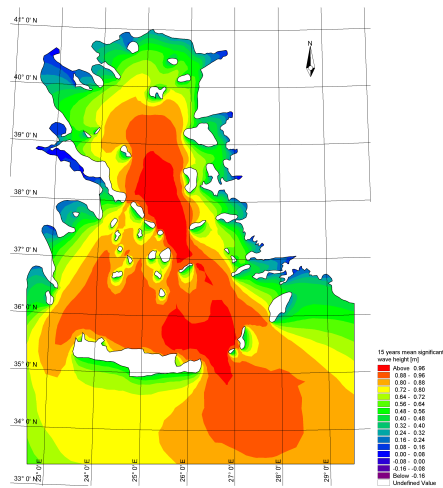 41° 0' N
N
40° 0' N
39° 0' N
38° 0' N
37° 0' N
36° 0' N
35° 0' N
34° 0' N
33° 0' N
23° 0' E
24° 0' E
25° 0' E
26° 0' E
27° 0' E
28° 0' E
29° 0' E
15 years mean significant
wave height [m]
Above 0.96
0.88 - 0.96
0.80 - 0.88
0.72 - 0.80
0.64 - 0.72
0.56 - 0.64
0.48 - 0.56
0.40 - 0.48
0.32 - 0.40
0.24 - 0.32
0.16 - 0.24
0.08 - 0.16
0.00 - 0.08
-0.08 - 0.00
-0.16 - -0.08
Below -0.16
Undefined Value